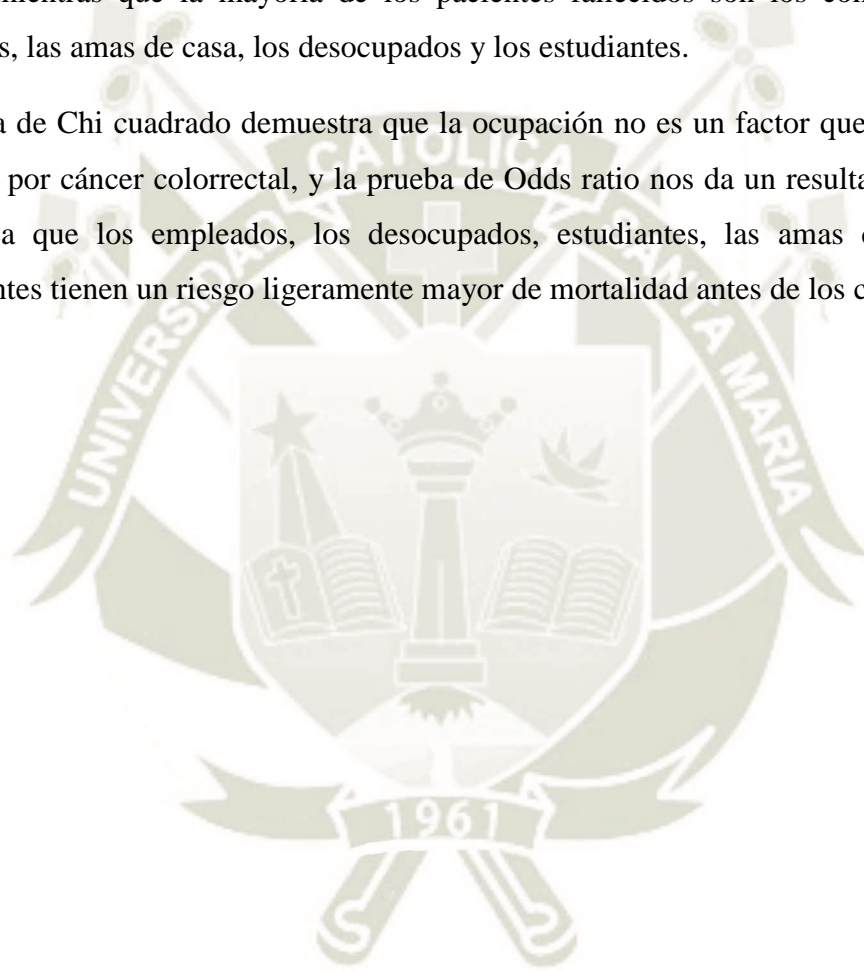 mientras que la mayoría de los pacientes fallecidos son los
s, las amas de casa, los desocupados y los estudiantes.
a de Chi cuadrado demuestra que la ocupación no es un factor que
por cáncer colorrectal, y la prueba de Odds ratio nos da un
a que los empleados, los desocupados, estudiantes, las amas
ntes tienen un riesgo ligeramente mayor de mortalidad antes de los
UNIVERSIDAD CATOLICA SANTA MARIA
1961